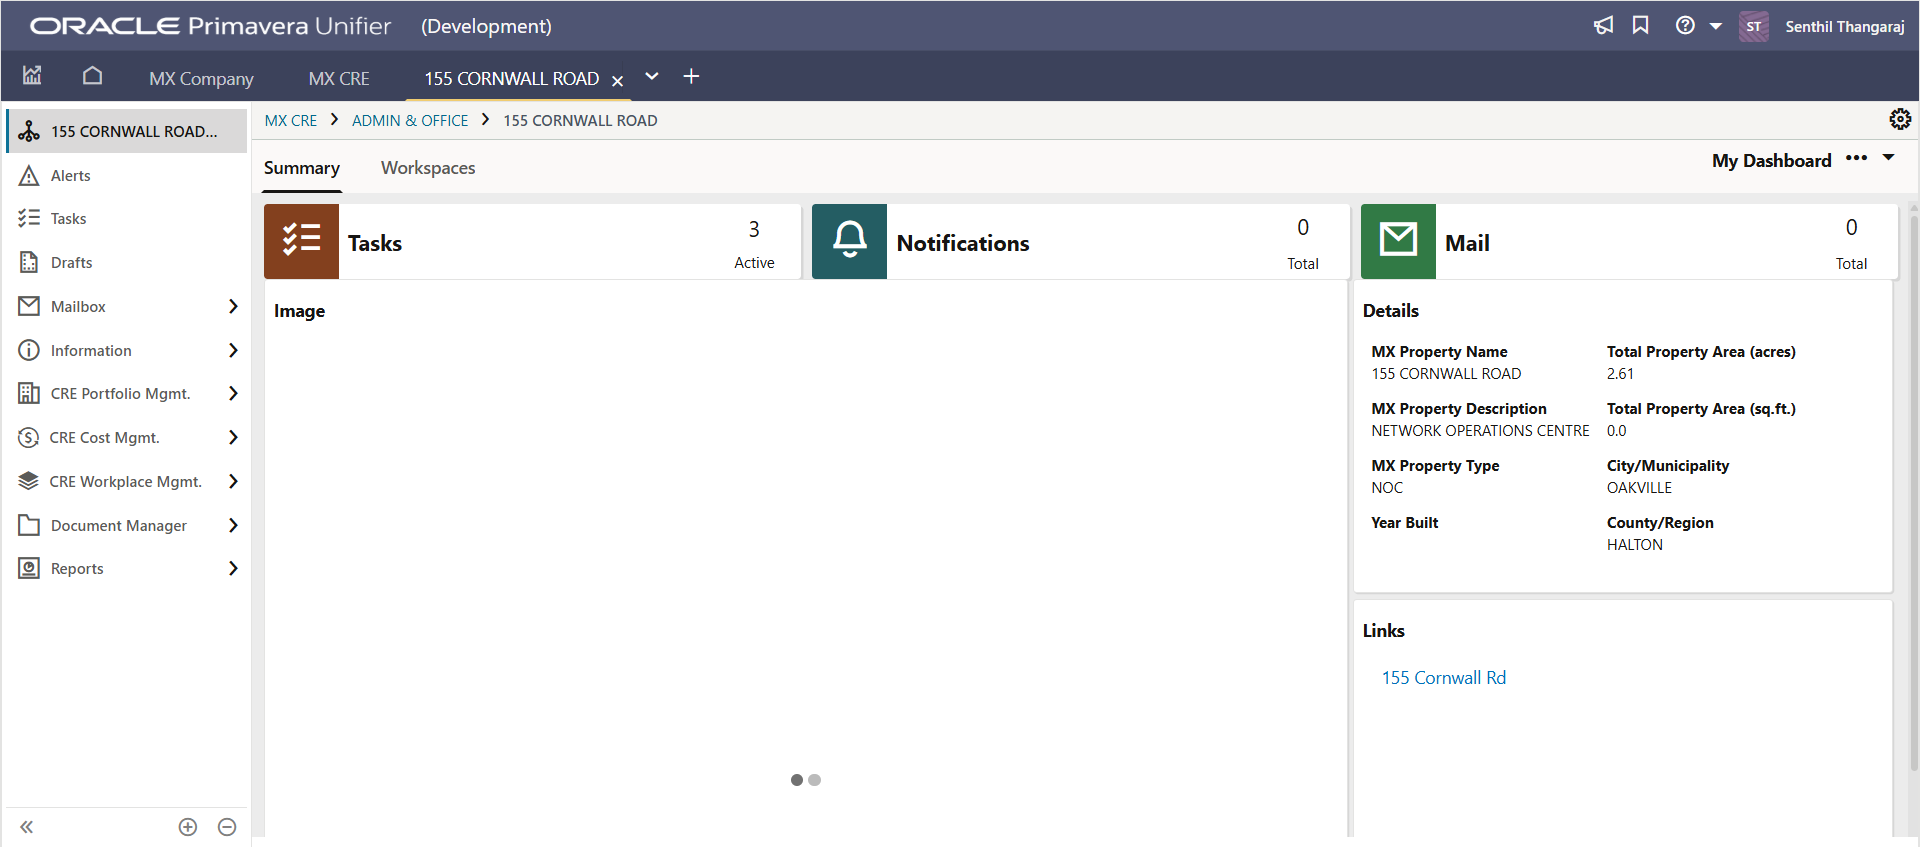 ORACLE Primavera Unifier (Development)
ST Senthil Thangaraj
MX Company MX CRE 155 CORNWALL ROAD
155 CORNWALL ROAD...
Alerts
Tasks
Drafts
Mailbox
Information
CRE Portfolio Mgmt.
CRE Cost Mgmt.
CRE Workplace Mgmt.
Document Manager
Reports
MX CRE > ADMIN & OFFICE > 155 CORNWALL ROAD
Summary Workspaces
My Dashboard
Tasks
3
Active
Notifications
0
Total
Mail
0
Total
Image
Details
MX Property Name
155 CORNWALL ROAD
Total Property Area (acres)
2.61
MX Property Description
NETWORK OPERATIONS CENTRE
Total Property Area (sq.ft.)
0.0
MX Property Type
NOC
City/Municipality
OAKVILLE
Year Built
County/Region
HALTON
Links
155 Cornwall Rd